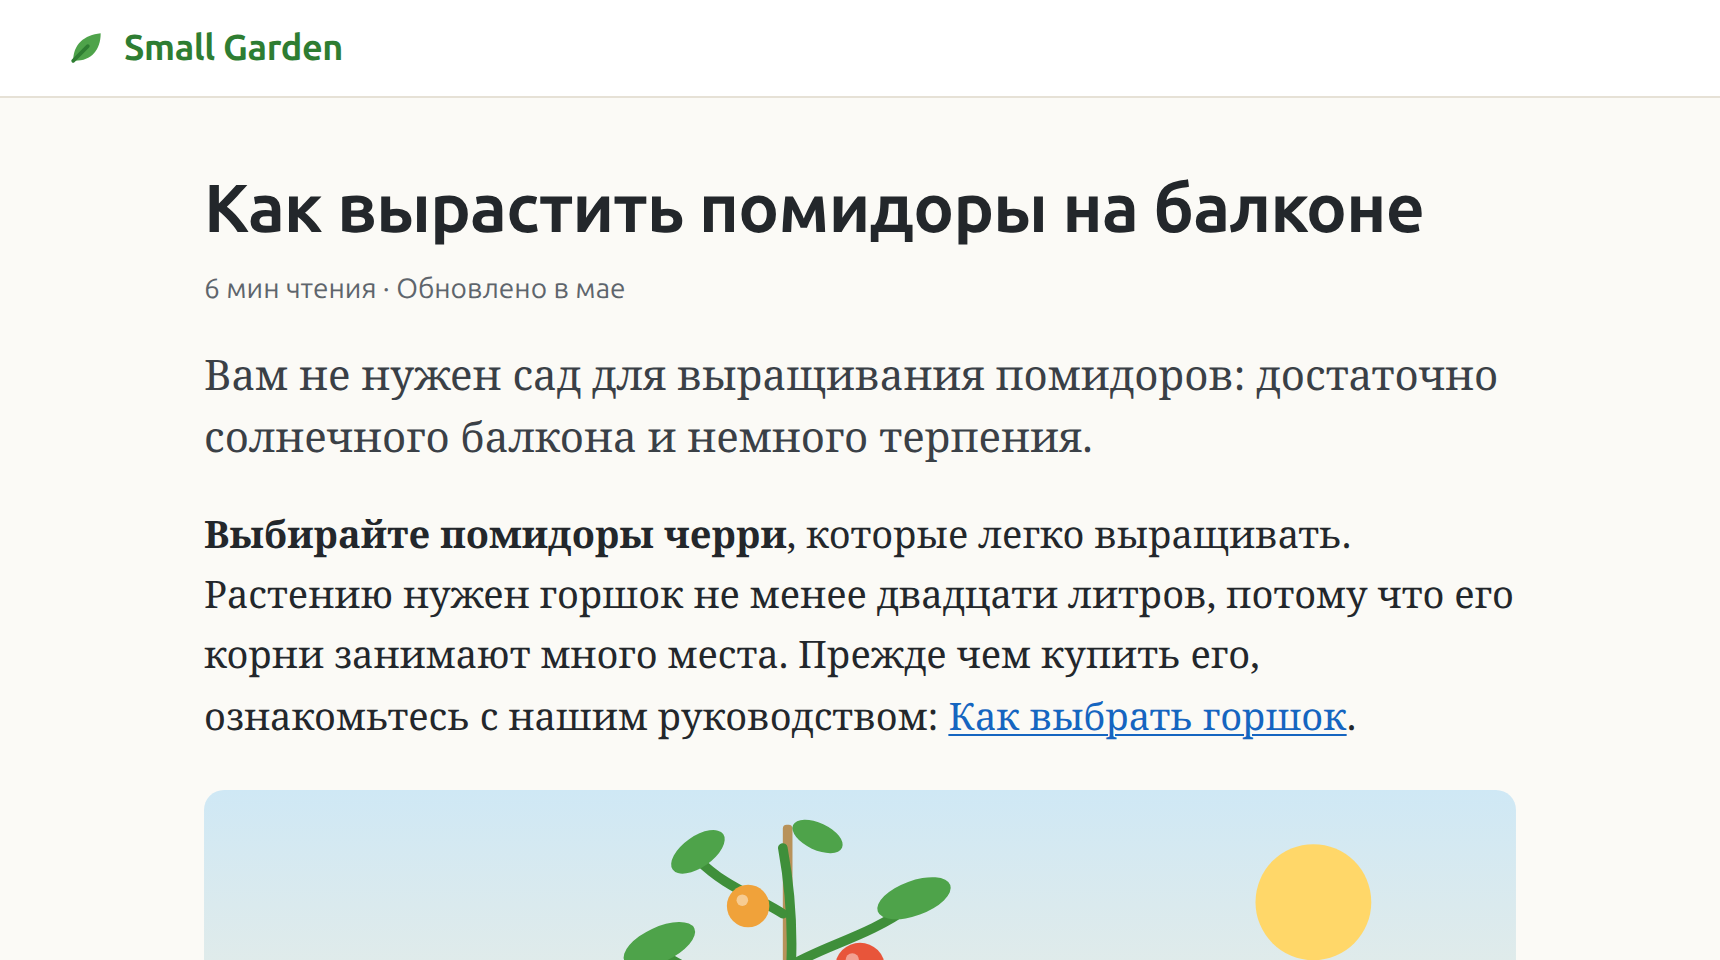 Small Garden
Как вырастить помидоры на балконе
6 мин чтения · Обновлено в мае
Вам не нужен сад для выращивания помидоров: достаточно
солнечного балкона и немного терпения.
Выбирайте помидоры черри, которые легко выращивать.
Растению нужен горшок не менее двадцати литров, потому что его
корни занимают много места. Прежде чем купить его,
ознакомьтесь с нашим руководством: Как выбрать горшок.